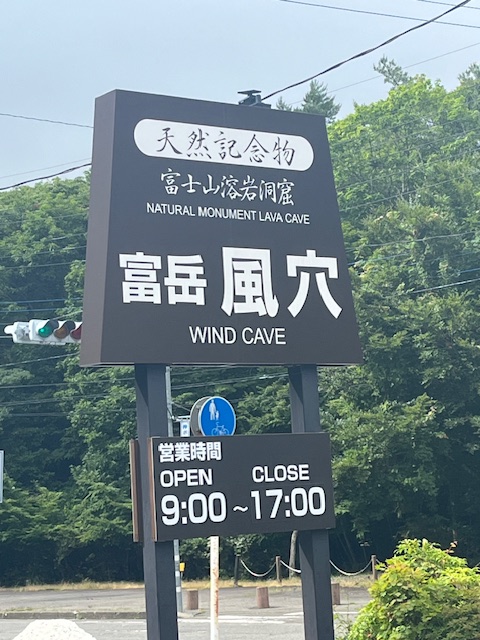 天然記念物
富士山溶岩洞窟
NATURAL MONUMENT LAVA CAVE
富岳風穴
WIND CAVE
営業時間
OPEN CLOSE
9:00~17:00